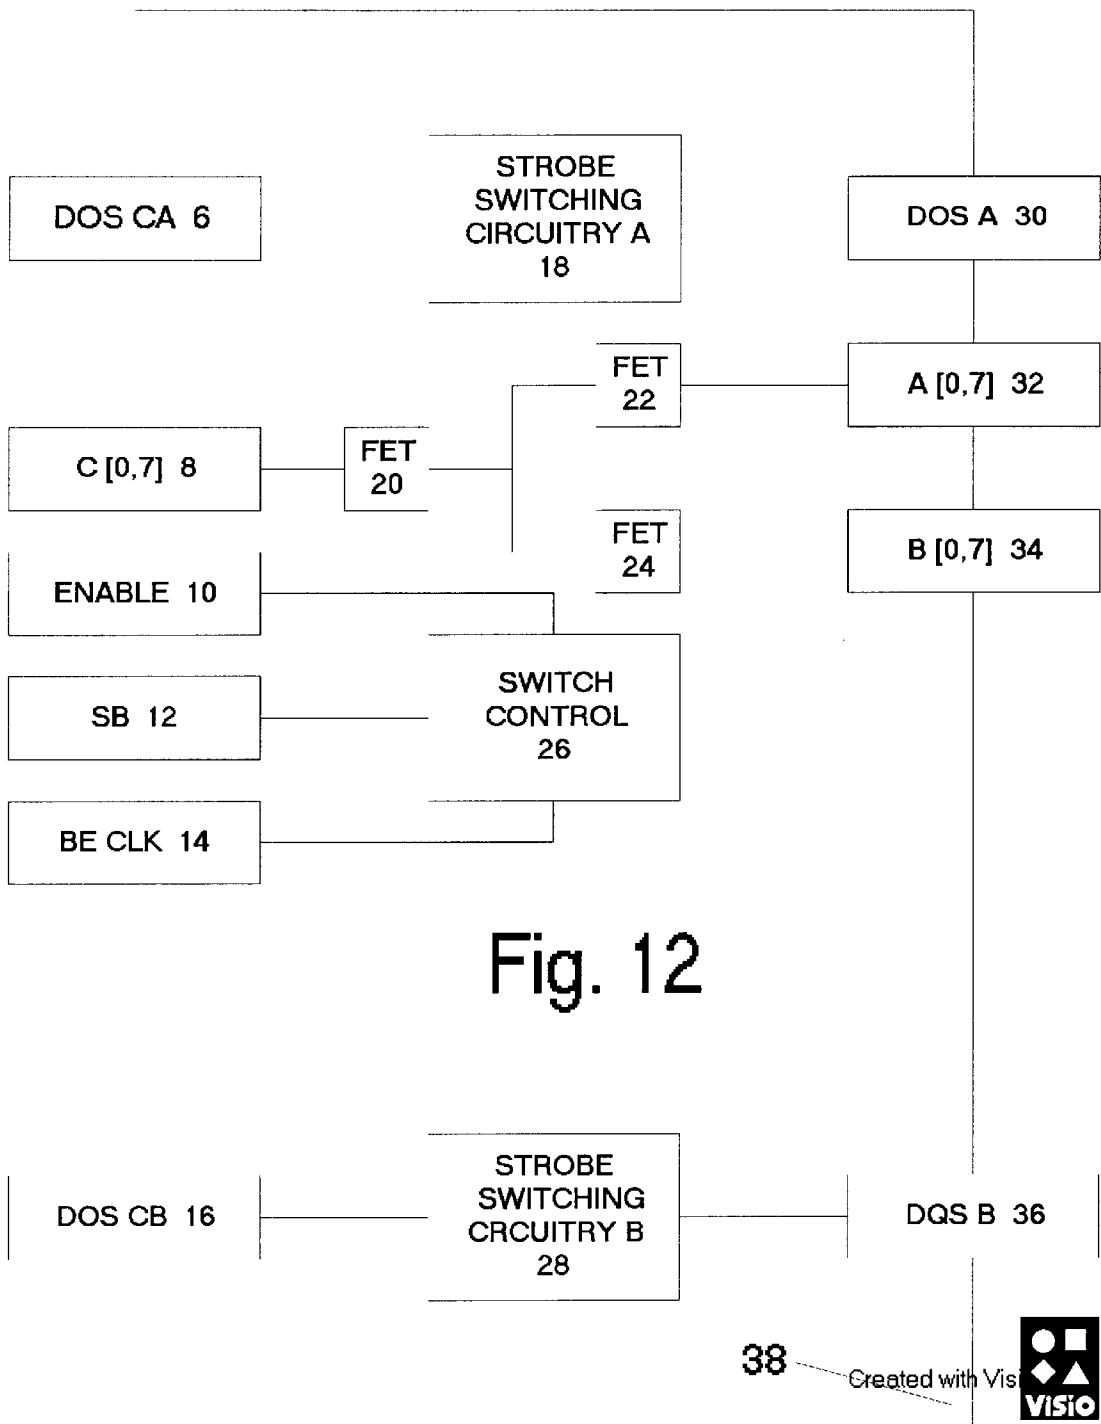 DOS CA 6
STROBE
SWITCHING
CIRCUITRY A
18
DOS A 30
FET
22
A [0,7] 32
C [0,7] 8
FET
20
FET
24
B [0,7] 34
ENABLE 10
SB 12
SWITCH
CONTROL
26
BE CLK 14
Fig. 12
DOS CB 16
STROBE
SWITCHING
CRCUITRY B
28
DQS B 36
38
Created with Visi
VISIO